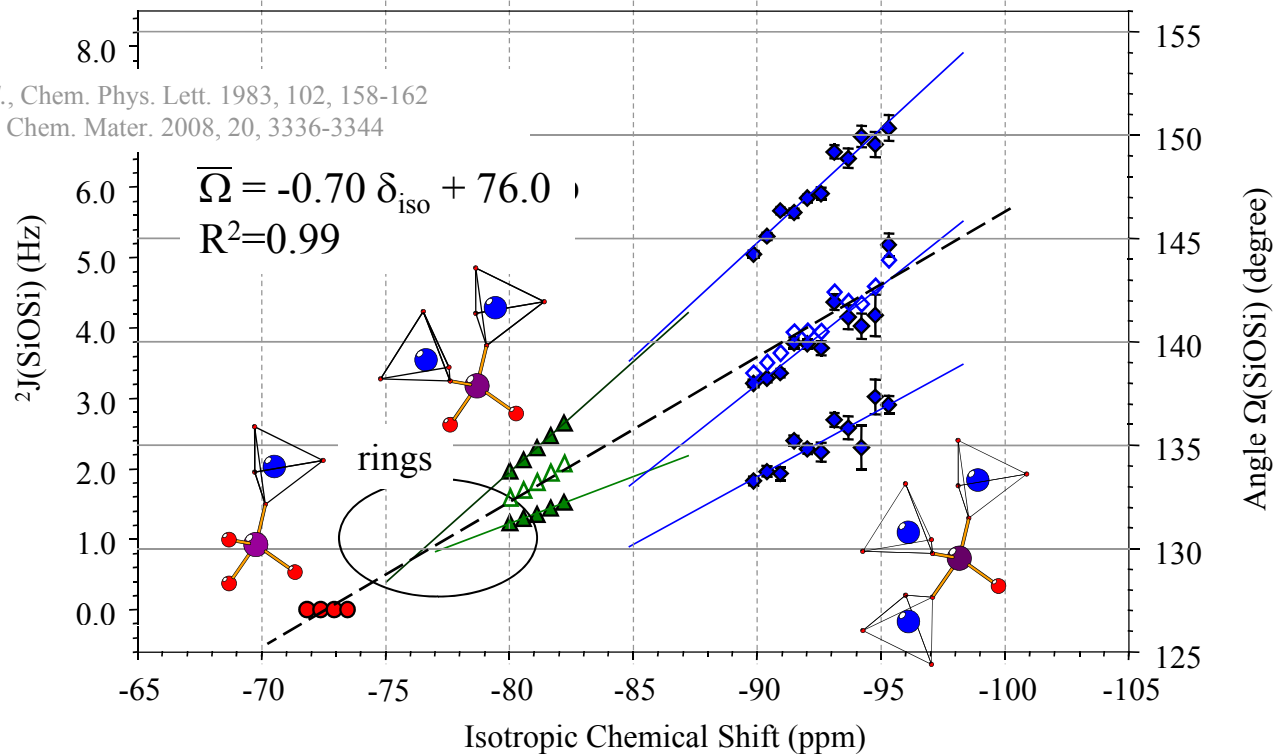 ., Chem. Phys. Lett. 1983, 102, 158-162
Chem. Mater. 2008, 20, 3336-3344
Ω̅ = -0.70 δiso + 76.0 )
R²=0.99
rings
²J(SiOSi) (Hz)
8.0
6.0
5.0
4.0
3.0
2.0
1.0
0.0
155
150
145
140
135
130
125
Angle Ω(SiOSi) (degree)
-65 -70 -75 -80 -85 -90 -95 -100 -105
Isotropic Chemical Shift (ppm)